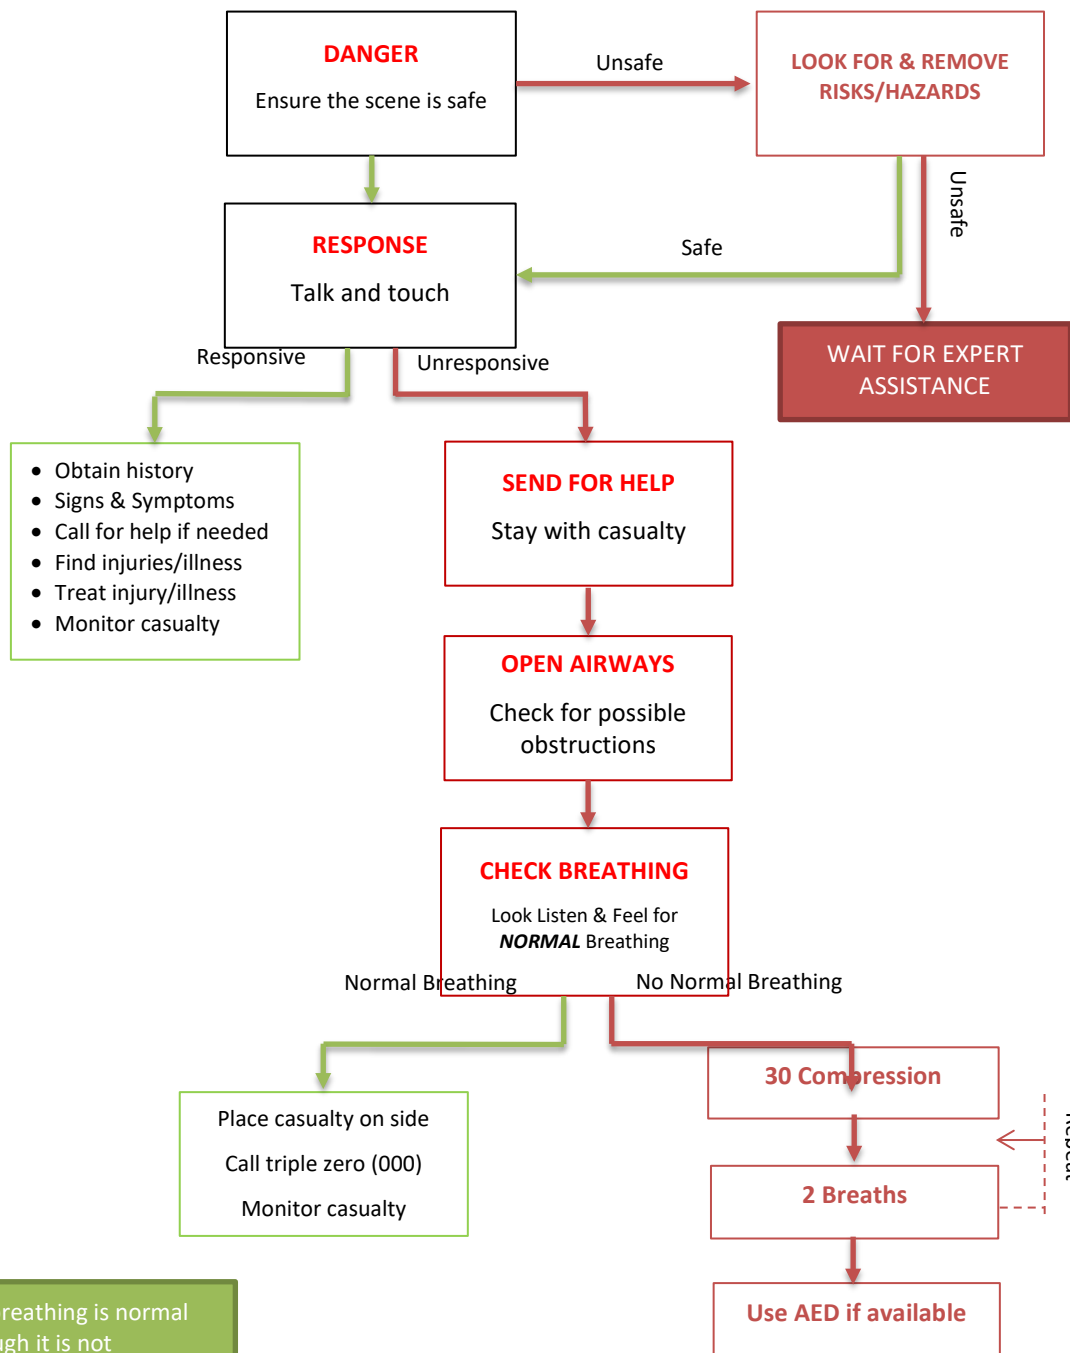 DANGER
Ensure the scene is safe
Unsafe
LOOK FOR & REMOVE
RISKS/HAZARDS
Unsafe
Safe
RESPONSE
Talk and touch
WAIT FOR EXPERT
ASSISTANCE
Responsive
Unresponsive
• Obtain history
• Signs & Symptoms
• Call for help if needed
• Find injuries/illness
• Treat injury/illness
• Monitor casualty
SEND FOR HELP
Stay with casualty
OPEN AIRWAYS
Check for possible
obstructions
CHECK BREATHING
Look Listen & Feel for
NORMAL Breathing
Normal Breathing
No Normal Breathing
Place casualty on side
Call triple zero (000)
Monitor casualty
30 Compression
Repeat
2 Breaths
Use AED if available
breathing is normal
it is not